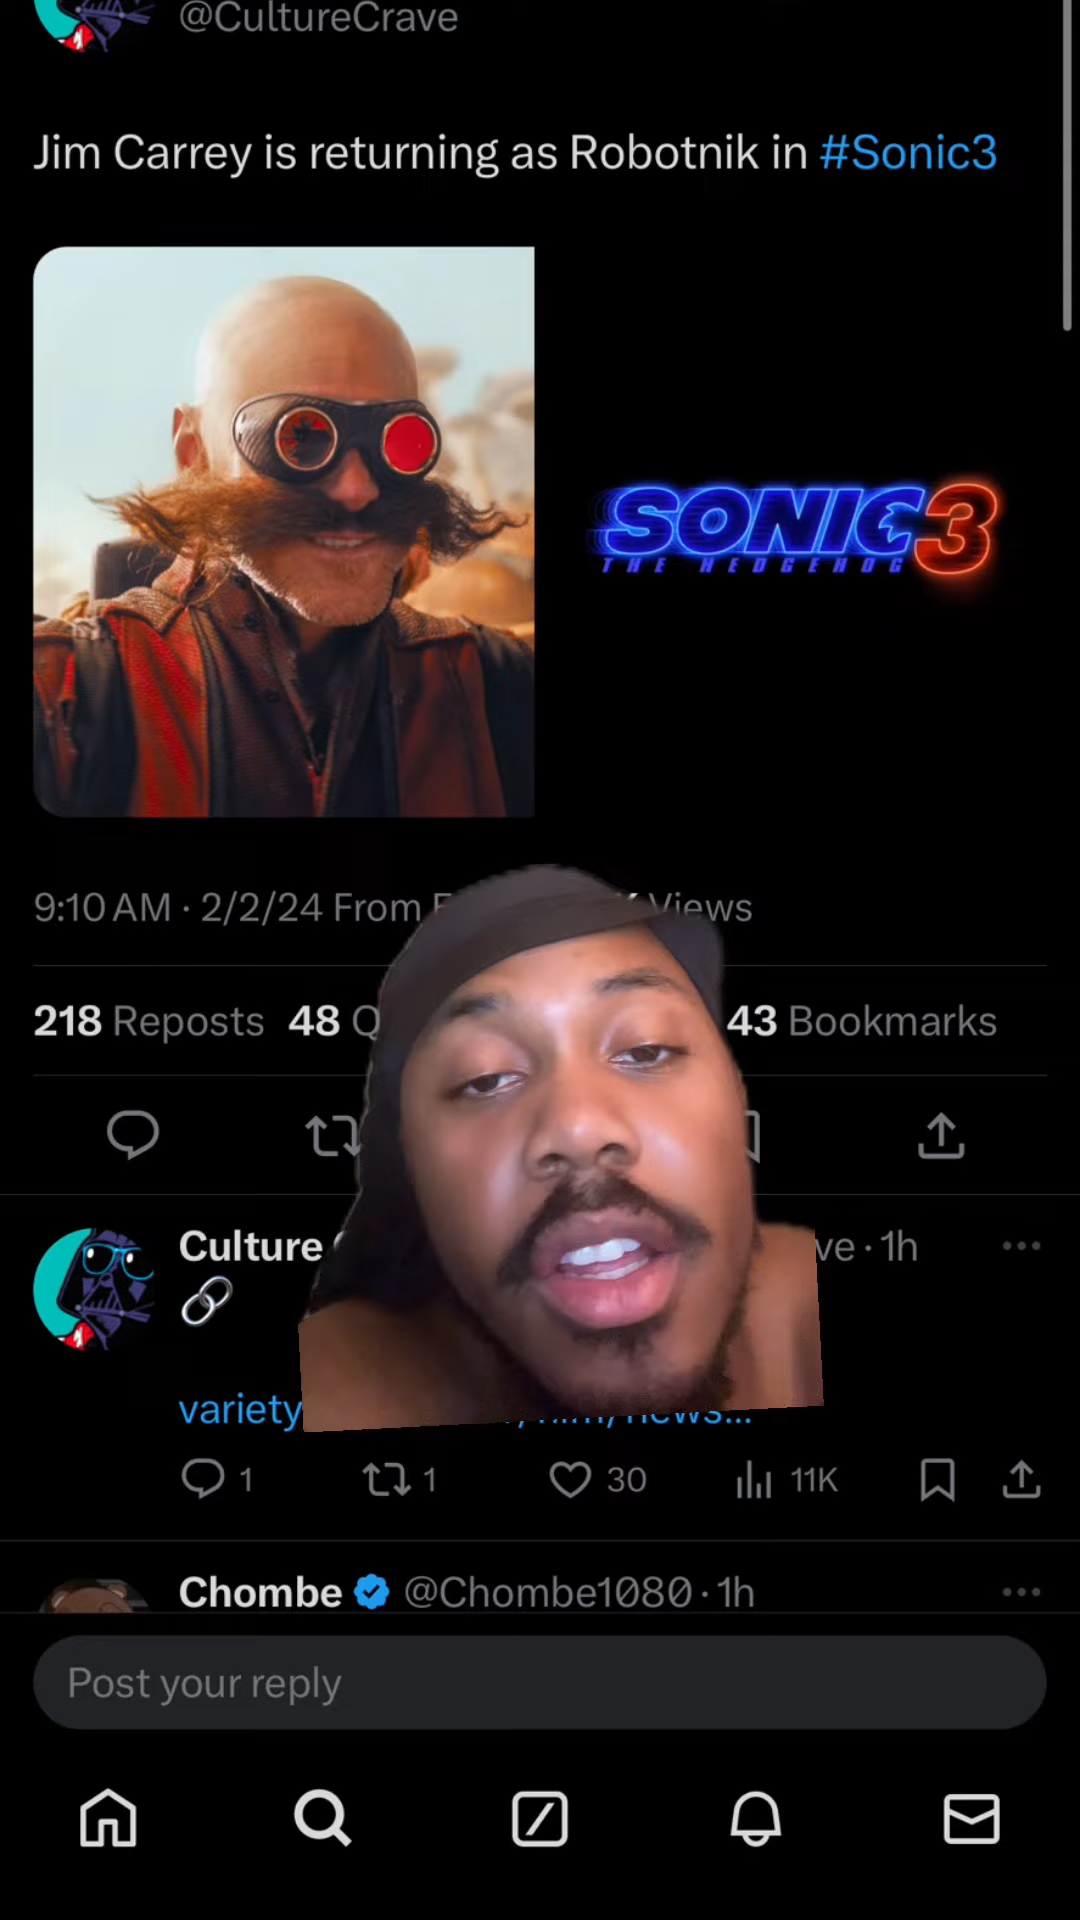 @CultureCrave
Jim Carrey is returning as Robotnik in #Sonic3
SONIC 3
THE HEDGEHOG
9:10 AM · 2/2/24 From Views
218 Reposts 48 43 Bookmarks
Culture ve · 1h
variety /film/news...
1 1 30 11K
Chombe @Chombe1080 · 1h
Post your reply